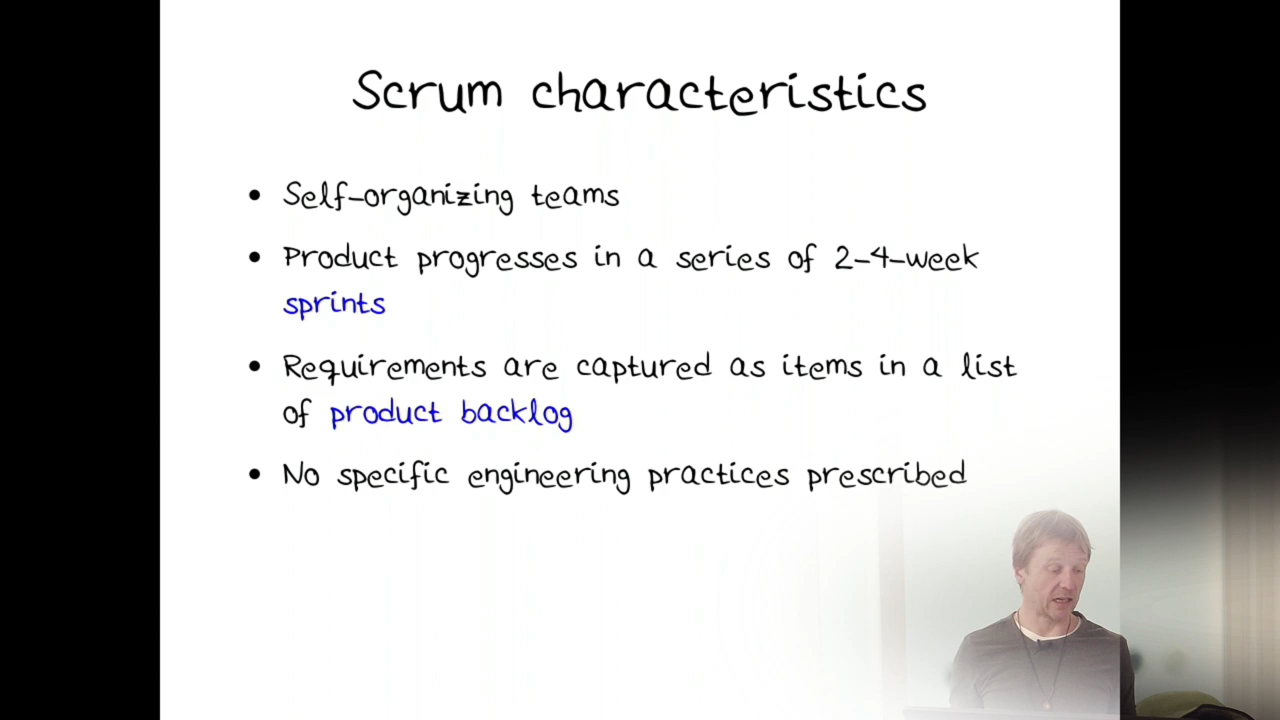 Scrum characteristics
• Self-organizing teams
• Product progresses in a series of 2-4-week
sprints
• Requirements are captured as items in a list
of product backlog
• No specific engineering practices prescribed